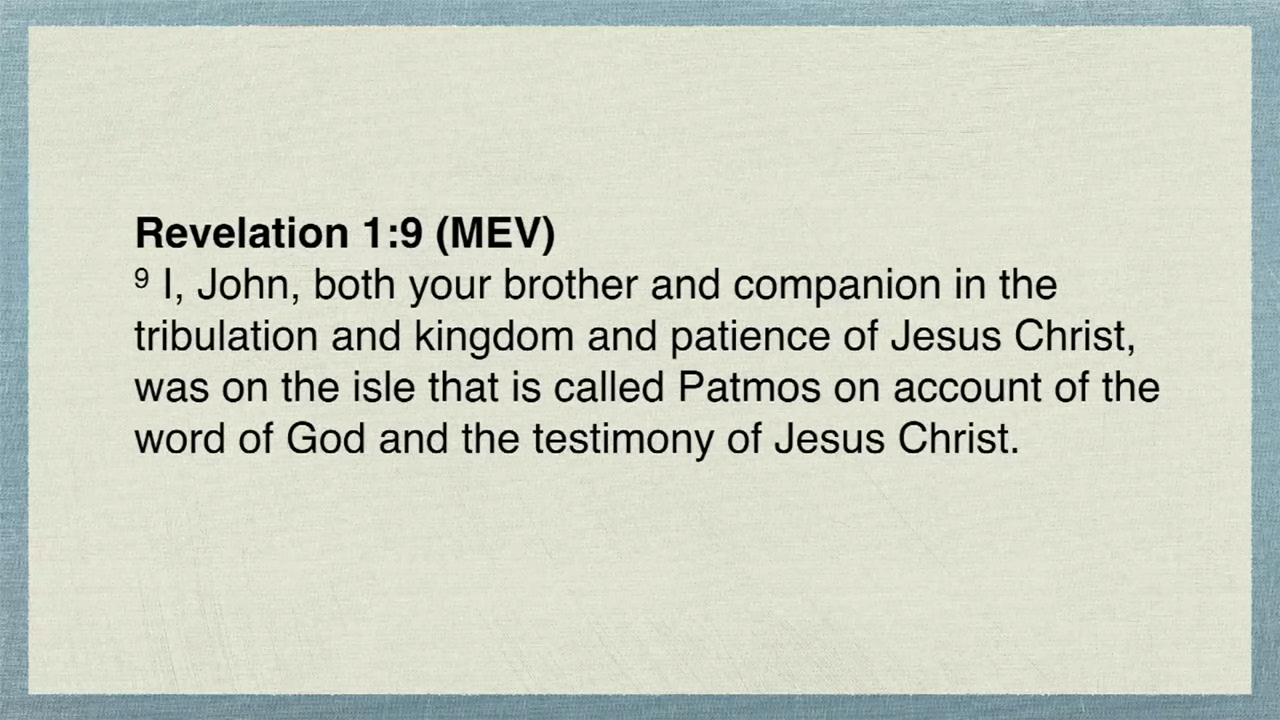 Revelation 1:9 (MEV)
⁹ I, John, both your brother and companion in the
tribulation and kingdom and patience of Jesus Christ,
was on the isle that is called Patmos on account of the
word of God and the testimony of Jesus Christ.